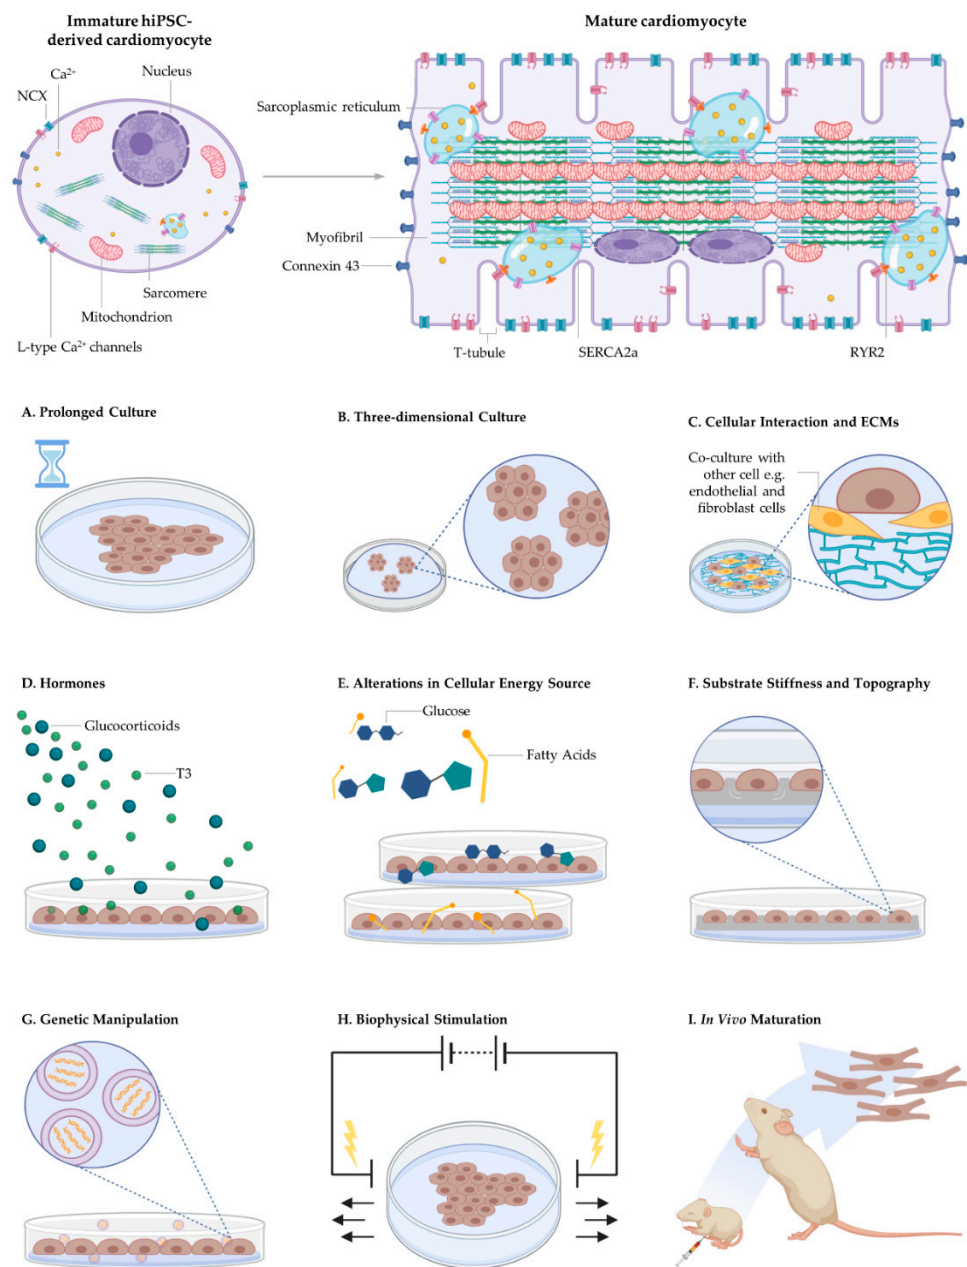 Immature hiPSC-
derived cardiomyocyte
Mature cardiomyocyte
Ca²⁻
Nucleus
NCX
Sarcoplasmic reticulum
Myofibril
Connexin 43
Sarcomere
Mitochondrion
L-type Ca²⁺ channels
T-tubule
SERCA2a
RYR2
A. Prolonged Culture
B. Three-dimensional Culture
C. Cellular Interaction and ECMs
Co-culture with
other cell e.g.
endothelial and
fibroblast cells
D. Hormones
Glucocorticoids
T3
E. Alterations in Cellular Energy Source
Glucose
Fatty Acids
F. Substrate Stiffness and Topography
G. Genetic Manipulation
H. Biophysical Stimulation
I. In Vivo Maturation